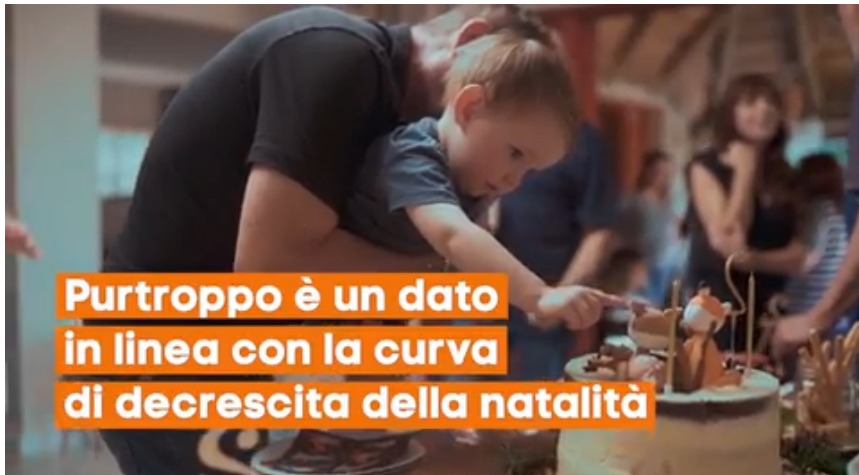 Purtroppo è un dato
in linea con la curva
di decrescita della natalità